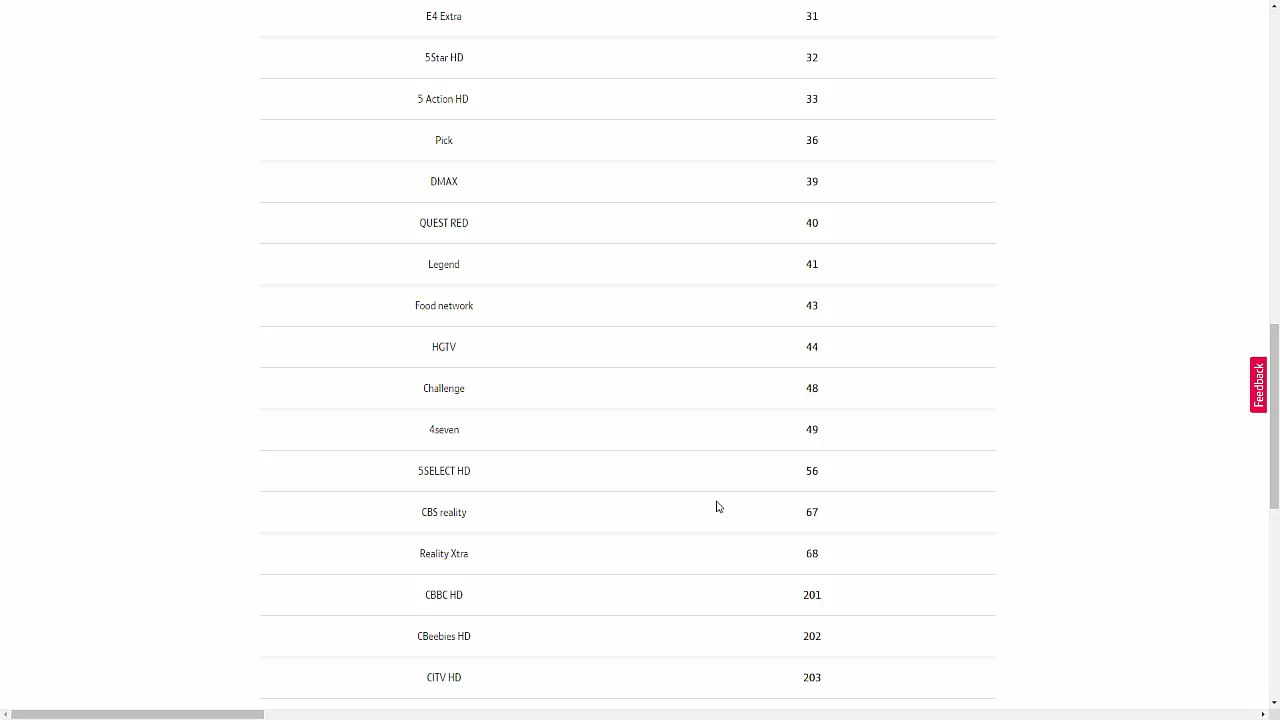 E4 Extra 31
5Star HD 32
5 Action HD 33
Pick 36
DMAX 39
QUEST RED 40
Legend 41
Food network 43
HGTV 44
Challenge 48
4seven 49
5SELECT HD 56
CBS reality 67
Reality Xtra 68
CBBC HD 201
CBeebies HD 202
CITV HD 203
Feedback